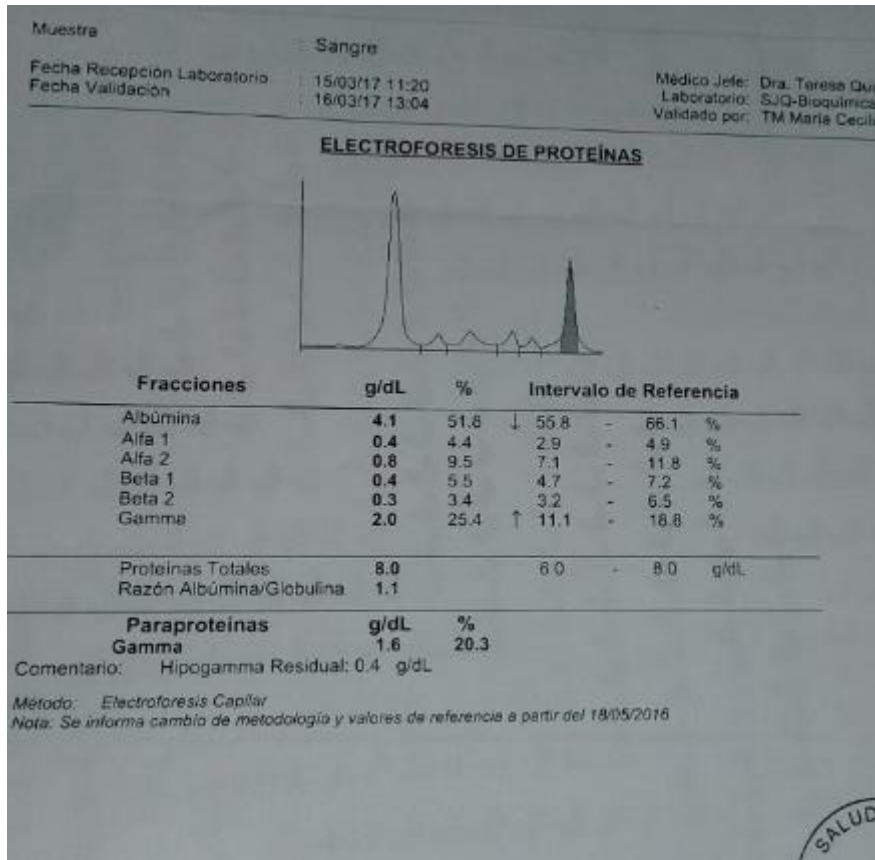 Muestra : Sangre
Fecha Recepción Laboratorio : 15/03/17 11:20 Médico Jefe: Dra. Teresa
Fecha Validación : 16/03/17 13:04 Laboratorio: SJQ-Bioquímica
Validado por: TM María
ELECTROFORESIS DE PROTEÍNAS
Fracciones g/dL % Intervalo de Referencia
Albúmina 4.1 51.8 ↓ 55.8 - 66.1 %
Alfa 1 0.4 4.4 2.9 - 4.9 %
Alfa 2 0.8 9.5 7.1 - 11.8 %
Beta 1 0.4 5.5 4.7 - 7.2 %
Beta 2 0.3 3.4 3.2 - 6.5 %
Gamma 2.0 25.4 ↑ 11.1 - 18.8 %
Proteínas Totales 8.0 6.0 - 8.0 g/dL
Razón Albúmina/Globulina 1.1
Paraproteínas g/dL %
Gamma 1.6 20.3
Comentario: Hipogamma Residual: 0.4 g/dL
Método: Electroforesis Capilar
Nota: Se informa cambio de metodología y valores de referencia a partir del 18/05/2016
SALUD